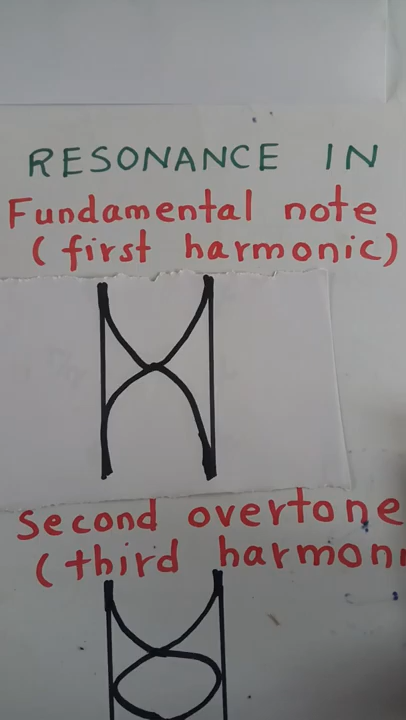 RESONANCE IN
Fundamental note
(first harmonic)
Second overtone
(third harmon